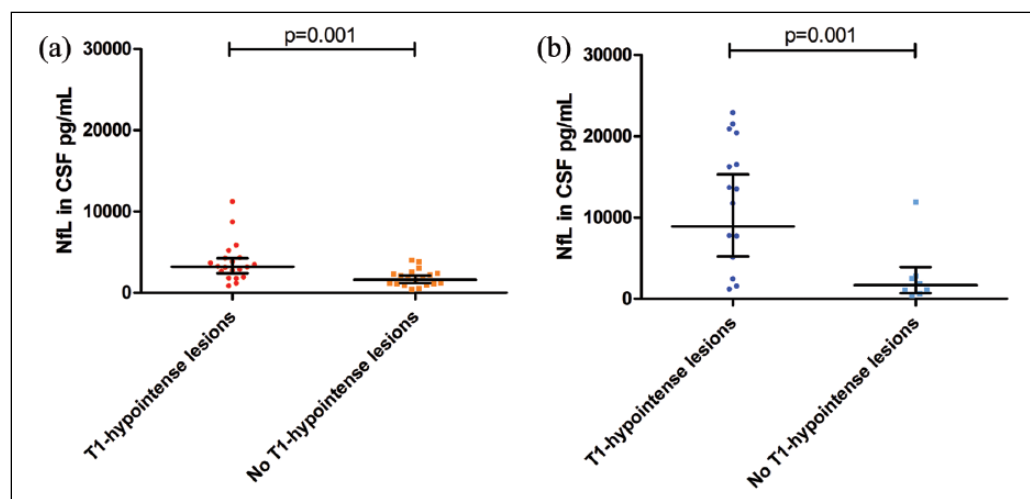 (a)
p=0.001
30000
20000
10000
0
NfL in CSF pg/mL
T1-hypointense lesions
No T1-hypointense lesions
(b)
p=0.001
30000
20000
10000
0
NfL in CSF pg/mL
T1-hypointense lesions
No T1-hypointense lesions